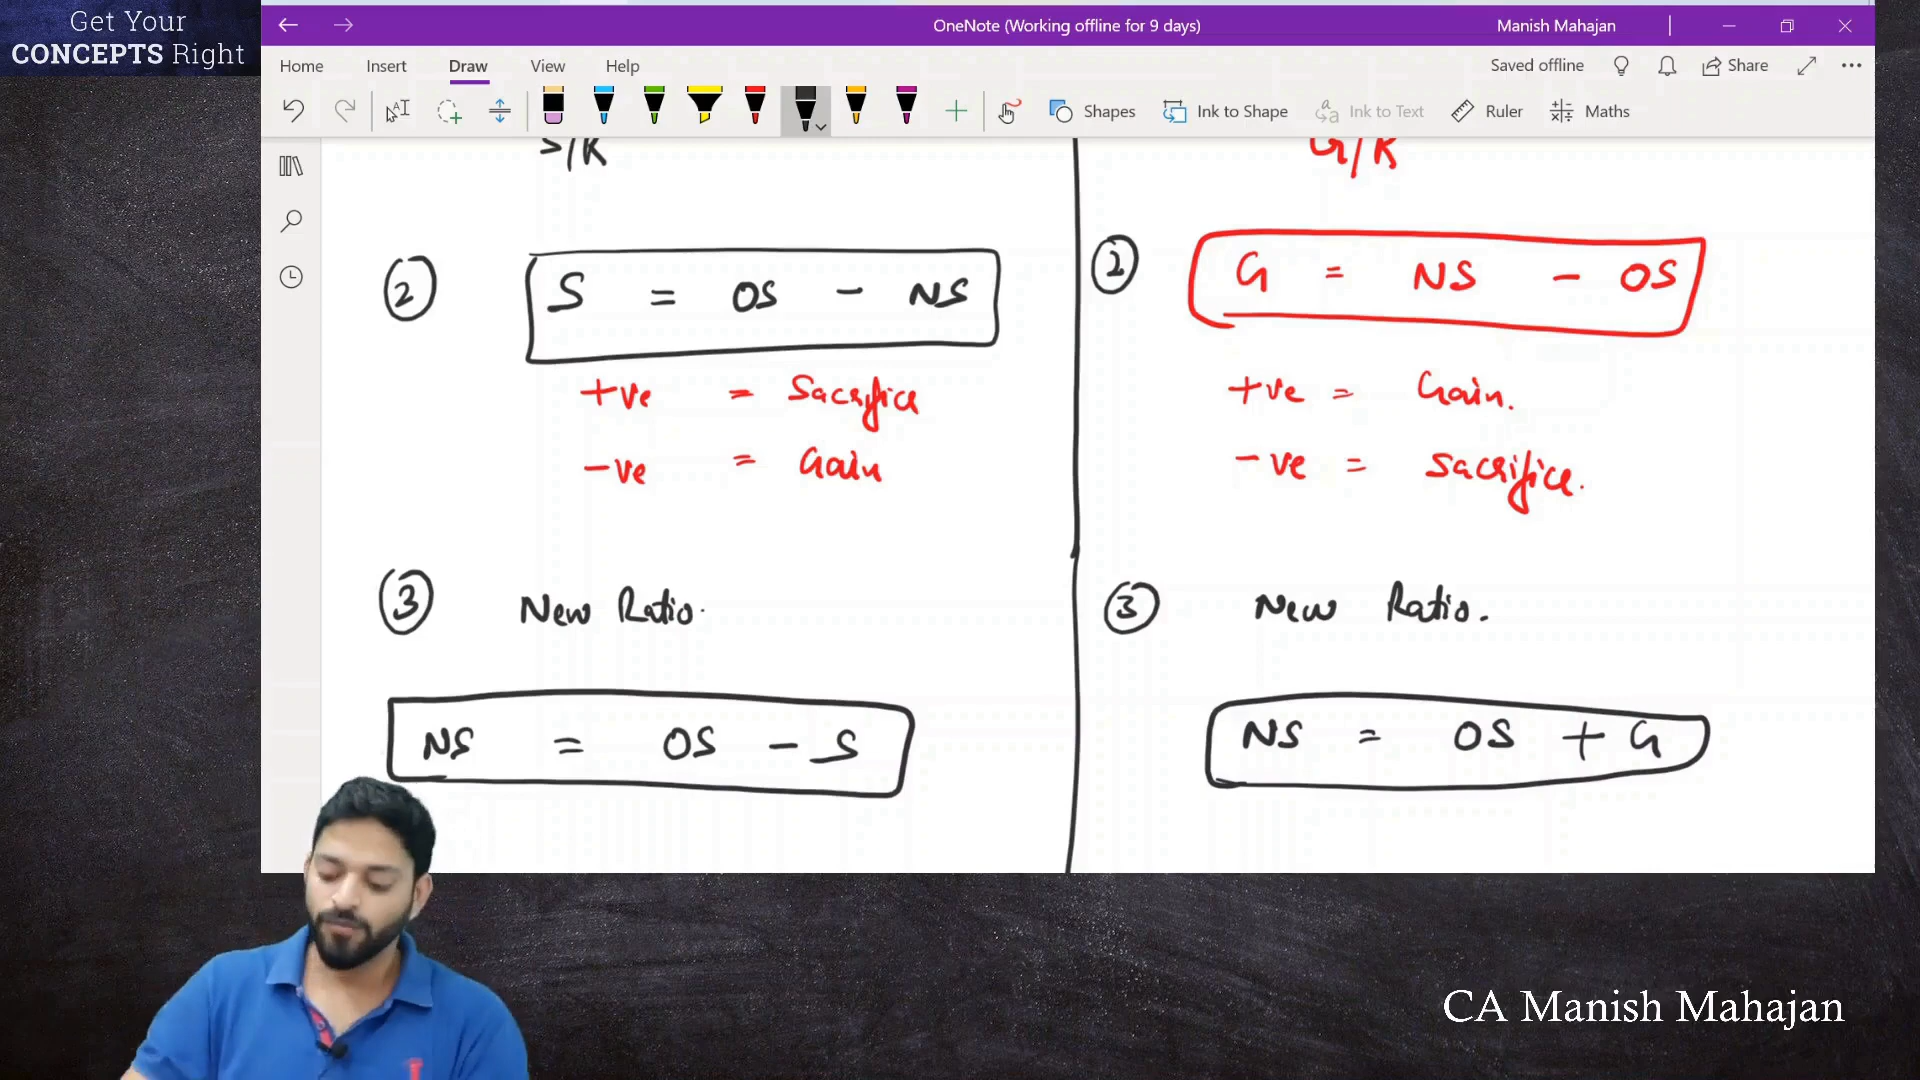 Get Your
CONCEPTS Right
OneNote (Working offline for 9 days)
Manish Mahajan
Home Insert Draw View Help
Saved offline
Share
Shapes
Ink to Shape
Ink to Text
Ruler
Maths
S/R
G/R
② S = OS - NS
+ve = Sacrifice
-ve = Gain
③ New Ratio.
NS = OS - S
② G = NS - OS
+ve = Gain.
-ve = Sacrifice.
③ New Ratio.
NS = OS + G
CA Manish Mahajan